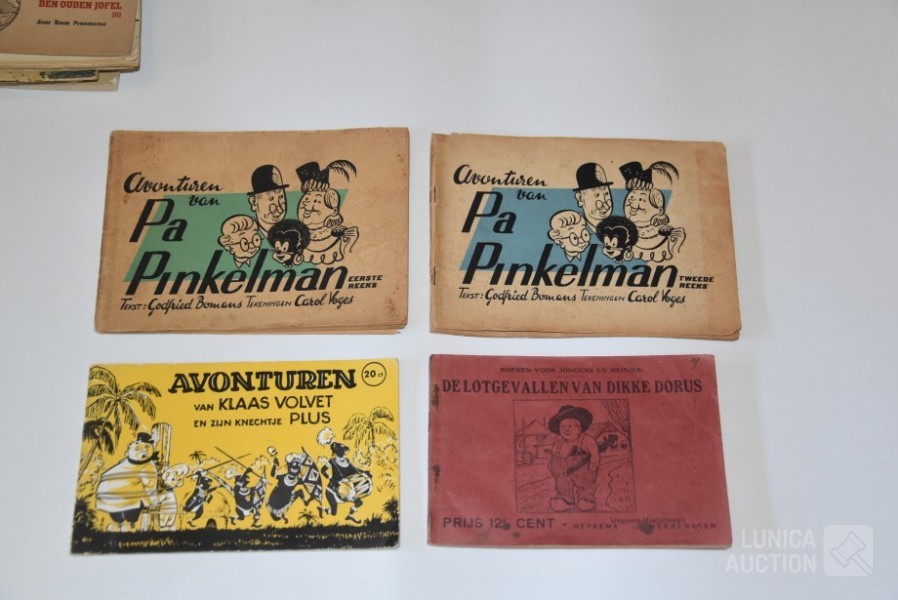 DEN OUDEN JOFEL
door
Avonturen
van
Pa
Pinkelman
EERSTE
REEKS
TEKST: Godfried Bomans TEKENINGEN Carol Voges
Avonturen
van
Pa
Pinkelman
TWEEDE
REEKS
TEKST: Godfried Bomans TEKENINGEN Carol Voges
AVONTUREN
20 ct
VAN KLAAS VOLVET
EN ZIJN KNECHTJE PLUS
BOEKEN VOOR JONGENS EN MEISJES
DE LOTGEVALLEN VAN DIKKE DORUS
PRIJS 12½ CENT -
LUNICA
AUCTION